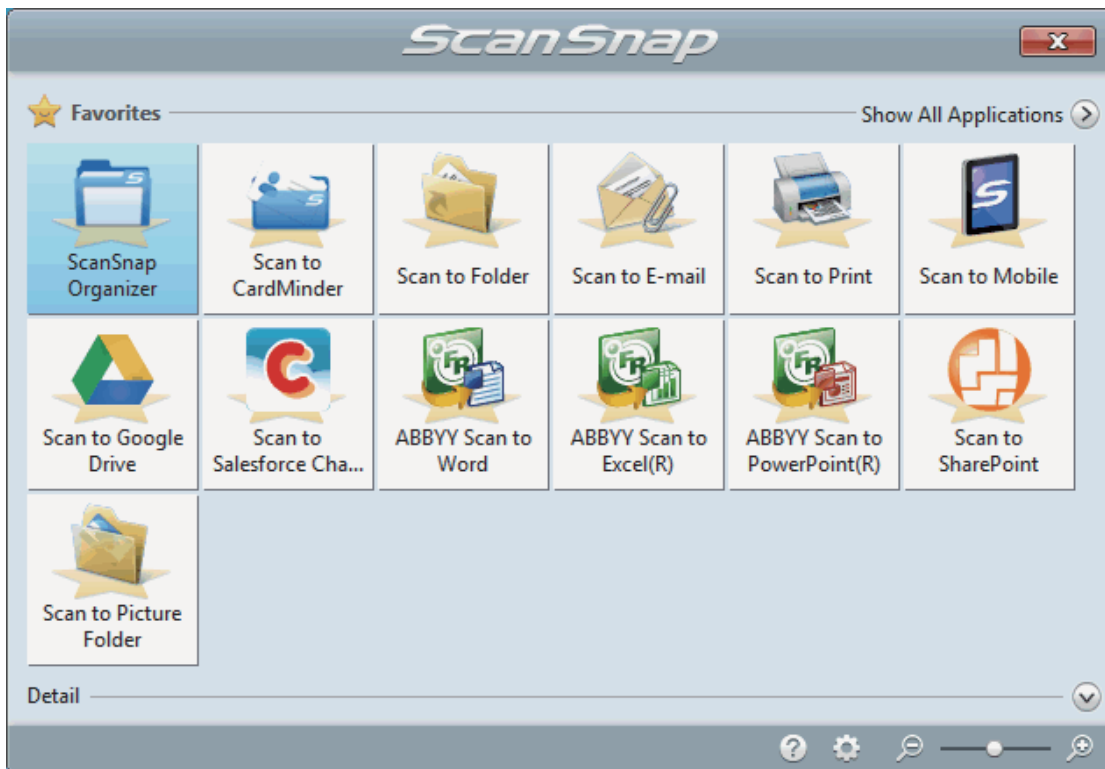 ScanSnap
Favorites
Show All Applications
ScanSnap
Organizer
Scan to
CardMinder
Scan to Folder
Scan to E-mail
Scan to Print
Scan to Mobile
Scan to Google
Drive
Scan to
Salesforce Cha...
ABBYY Scan to
Word
ABBYY Scan to
Excel(R)
ABBYY Scan to
PowerPoint(R)
Scan to
SharePoint
Scan to Picture
Folder
Detail